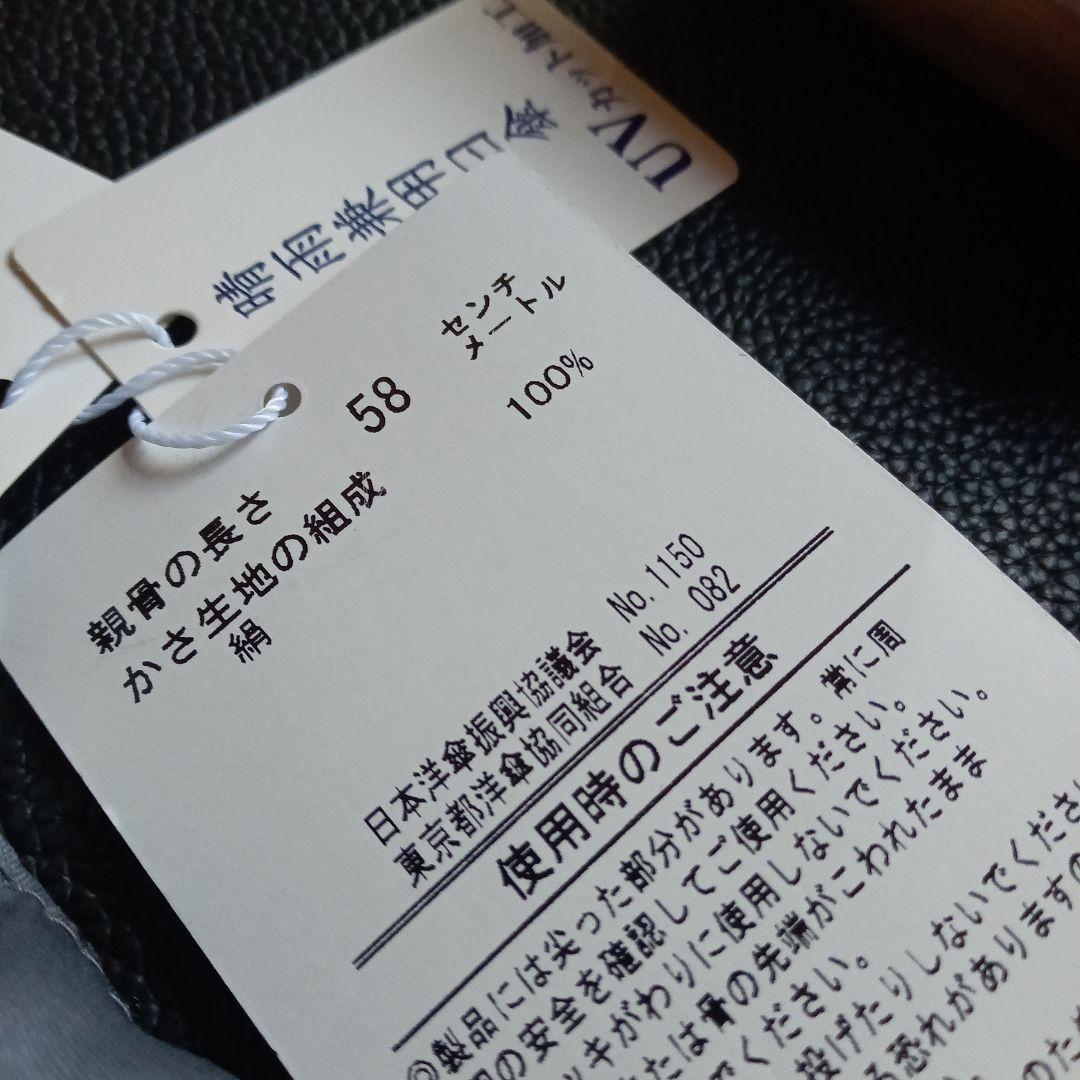 UVカット加工
晴雨兼用日傘
親骨の長さ 58 センチメートル
かさ生地の組成
絹 100%
日本洋傘振興協議会 No. 1150
東京都洋傘協同組合 No. 082
使用時のご注意
◎製品には尖った部分があります。常に周
の安全を確認してご使用ください。
キがわりに使用しないでください。
たは骨の先端がこわれたまま
でください。
投げたりしないでくださ
る恐れがありますの
のため